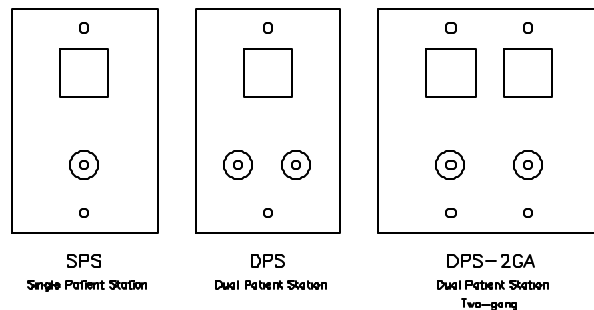 SPS
Single Patient Station
DPS
Dual Patient Station
DPS-2GA
Dual Patient Station
Two-gang